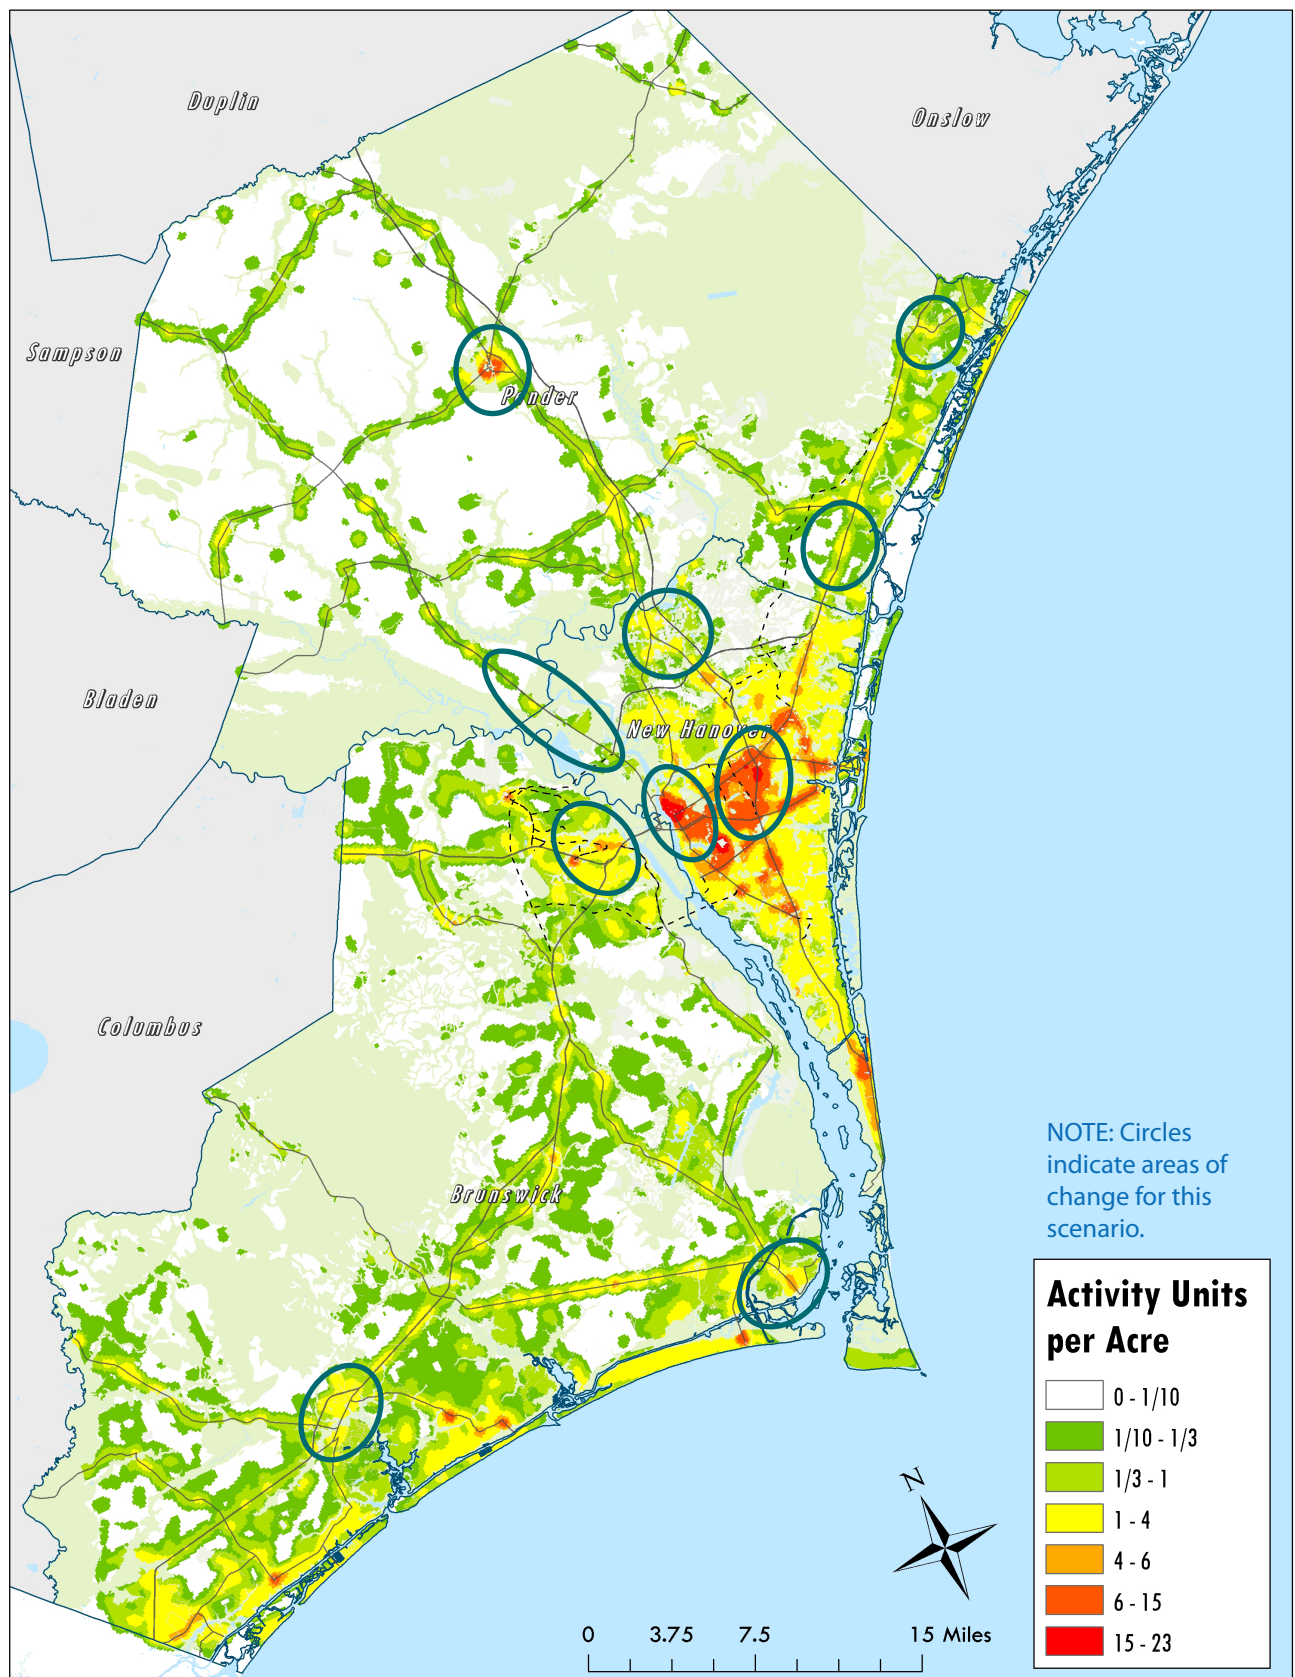 Duplin
Onslow
Sampson
Pender
Bladen
New Hanover
Columbus
Brunswick
NOTE: Circles
indicate areas of
change for this
scenario.
Activity Units
per Acre
0 - 1/10
1/10 - 1/3
1/3 - 1
1 - 4
4 - 6
6 - 15
15 - 23
N
0 3.75 7.5 15 Miles